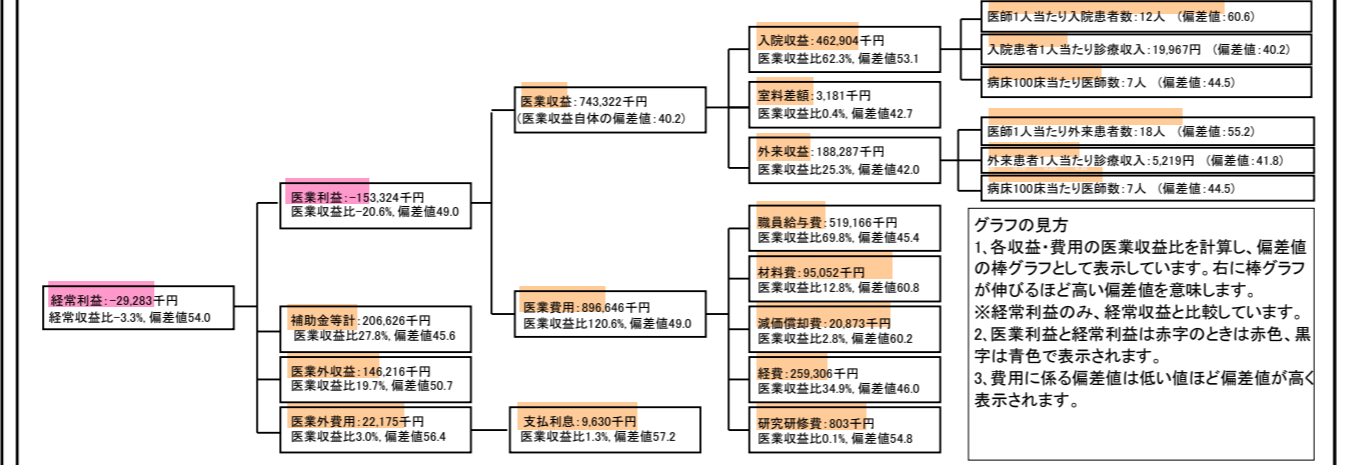 経常利益:-29,283千円
経常収益比-3.3%, 偏差値54.0
医業利益:-153,324千円
医業収益比-20.6%, 偏差値49.0
補助金等計:206,626千円
医業収益比27.8%, 偏差値45.6
医業外収益:146,216千円
医業収益比19.7%, 偏差値50.7
医業外費用:22,175千円
医業収益比3.0%, 偏差値56.4
医業収益:743,322千円
(医業収益自体の偏差値:40.2)
医業費用:896,646千円
医業収益比120.6%, 偏差値49.0
支払利息:9,630千円
医業収益比1.3%, 偏差値57.2
入院収益:462,904千円
医業収益比62.3%, 偏差値53.1
室料差額:3,181千円
医業収益比0.4%, 偏差値42.7
外来収益:188,287千円
医業収益比25.3%, 偏差値42.0
職員給与費:519,166千円
医業収益比69.8%, 偏差値45.4
材料費:95,052千円
医業収益比12.8%, 偏差値60.8
減価償却費:20,873千円
医業収益比2.8%, 偏差値60.2
経費:259,306千円
医業収益比34.9%, 偏差値46.0
研究研修費:803千円
医業収益比0.1%, 偏差値54.8
医師1人当たり入院患者数:12人 (偏差値:60.6)
入院患者1人当たり診療収入:19,967円 (偏差値:40.2)
病床100床当たり医師数:7人 (偏差値:44.5)
医師1人当たり外来患者数:18人 (偏差値:55.2)
外来患者1人当たり診療収入:5,219円 (偏差値:41.8)
病床100床当たり医師数:7人 (偏差値:44.5)
グラフの見方
1、各収益・費用の医業収益比を計算し、偏差値
の棒グラフとして表示しています。右に棒グラフ
が伸びるほど高い偏差値を意味します。
※経常利益のみ、経常収益と比較しています。
2、医業利益と経常利益は赤字のときは赤色、黒
字は青色で表示されます。
3、費用に係る偏差値は低い値ほど偏差値が高く
表示されます。